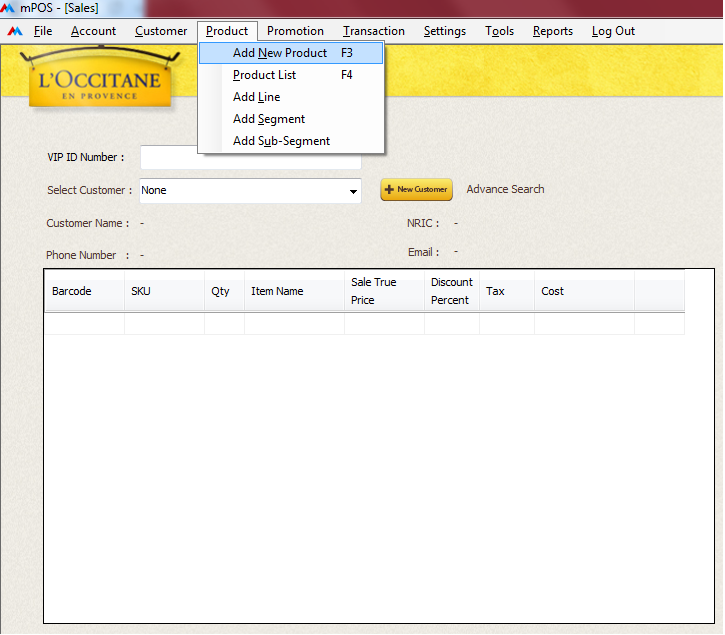 mPOS - [Sales]
File Account Customer Product Promotion Transaction Settings Tools Reports Log Out
Add New Product F3
Product List F4
Add Line
Add Segment
Add Sub-Segment
L'OCCITANE
EN PROVENCE
VIP ID Number :
Select Customer : None New Customer Advance Search
Customer Name : - NRIC : -
Phone Number : - Email : -
Barcode SKU Qty Item Name Sale True Price Discount Percent Tax Cost